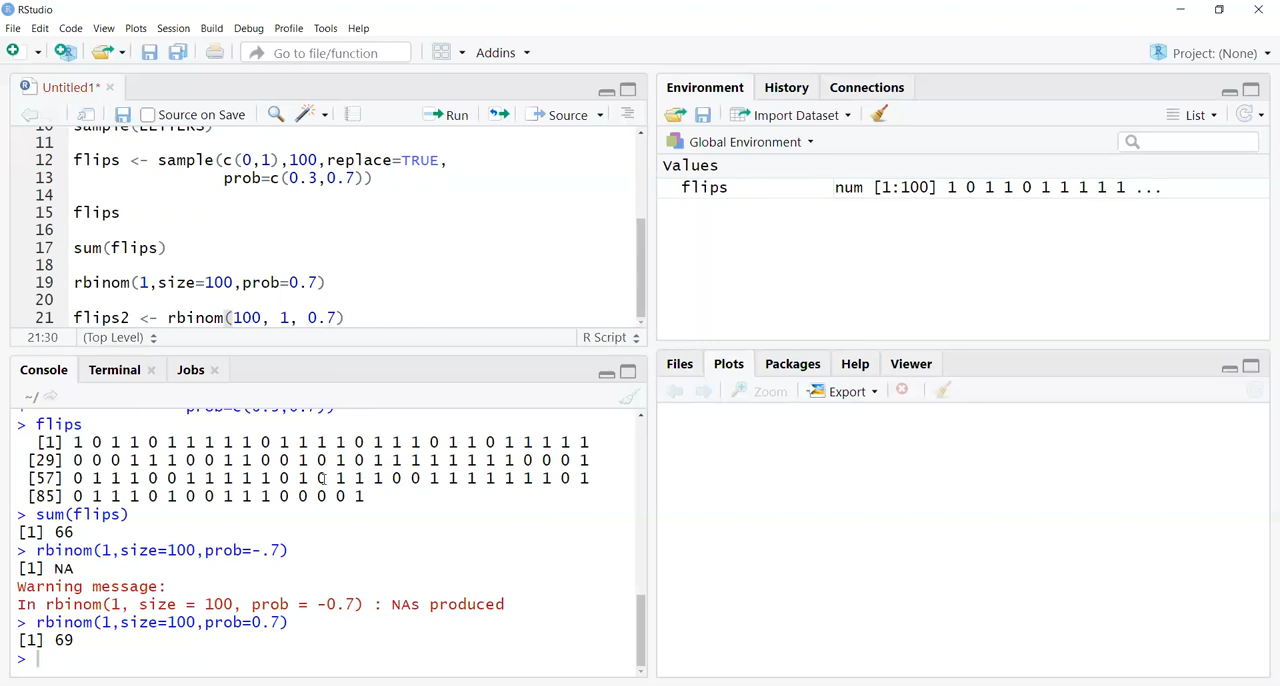 RStudio
File Edit Code View Plots Session Build Debug Profile Tools Help
Go to file/function Addins Project: (None)
Untitled1*
Source on Save Run Source
10 sample(LETTERS)
11
12 flips <- sample(c(0,1),100,replace=TRUE,
13 prob=c(0.3,0.7))
14
15 flips
16
17 sum(flips)
18
19 rbinom(1,size=100,prob=0.7)
20
21 flips2 <- rbinom(100, 1, 0.7)
21:30 (Top Level) R Script
Console Terminal Jobs
~/
+ prob=c(0.3,0.7))
> flips
[1] 1 0 1 1 0 1 1 1 1 1 0 1 1 1 1 0 1 1 1 0 1 1 0 1 1 1 1 1
[29] 0 0 0 1 1 1 0 0 1 1 0 0 1 0 1 0 1 1 1 1 1 1 1 1 0 0 0 1
[57] 0 1 1 1 0 0 1 1 1 1 1 0 1 0 1 1 1 0 0 1 1 1 1 1 1 1 0 1
[85] 0 1 1 1 0 1 0 0 1 1 1 0 0 0 0 1
> sum(flips)
[1] 66
> rbinom(1,size=100,prob=-.7)
[1] NA
Warning message:
In rbinom(1, size = 100, prob = -0.7) : NAs produced
> rbinom(1,size=100,prob=0.7)
[1] 69
>
Environment History Connections
Import Dataset List
Global Environment
Values
flips num [1:100] 1 0 1 1 0 1 1 1 1 1 ...
Files Plots Packages Help Viewer
Zoom Export